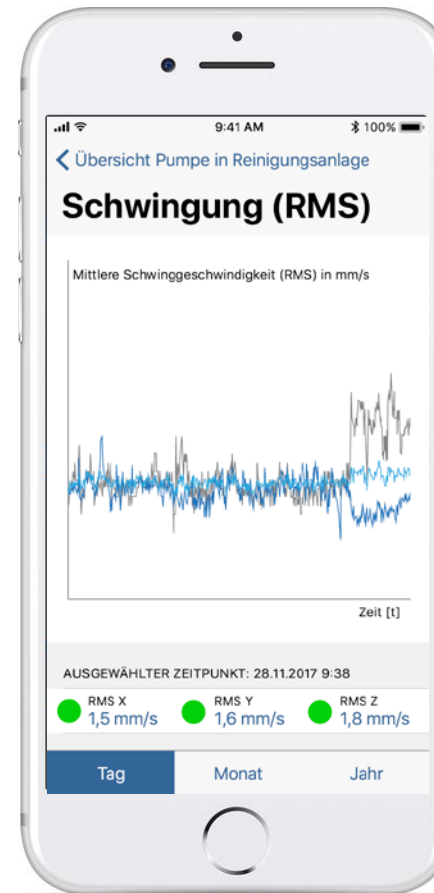 9:41 AM
100%
Übersicht Pumpe in Reinigungsanlage
Schwingung (RMS)
Mittlere Schwinggeschwindigkeit (RMS) in mm/s
Zeit [t]
AUSGEWÄHLTER ZEITPUNKT: 28.11.2017 9:38
RMS X
1,5 mm/s
RMS Y
1,6 mm/s
RMS Z
1,8 mm/s
Tag
Monat
Jahr